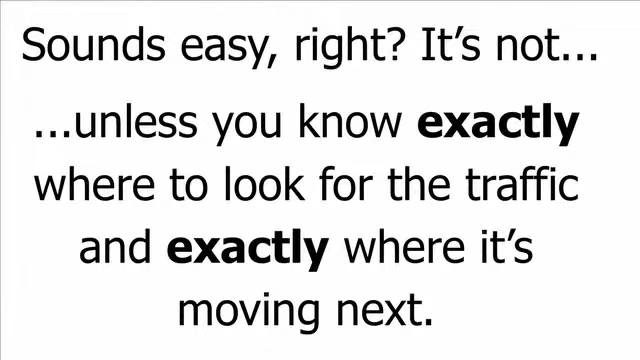 Sounds easy, right? It’s not...
...unless you know exactly
where to look for the traffic
and exactly where it’s
moving next.